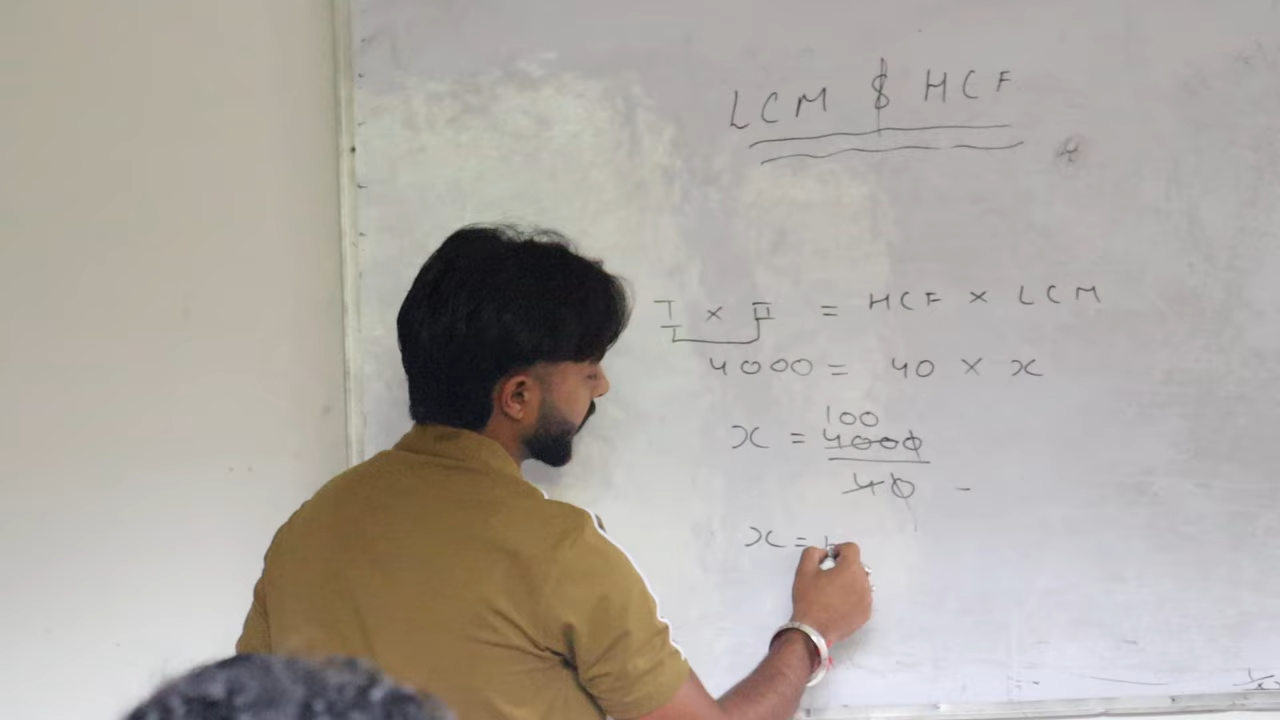 LCM & HCF
I × II = HCF × LCM
4000 = 40 × x
100
x = 4000
40
x =